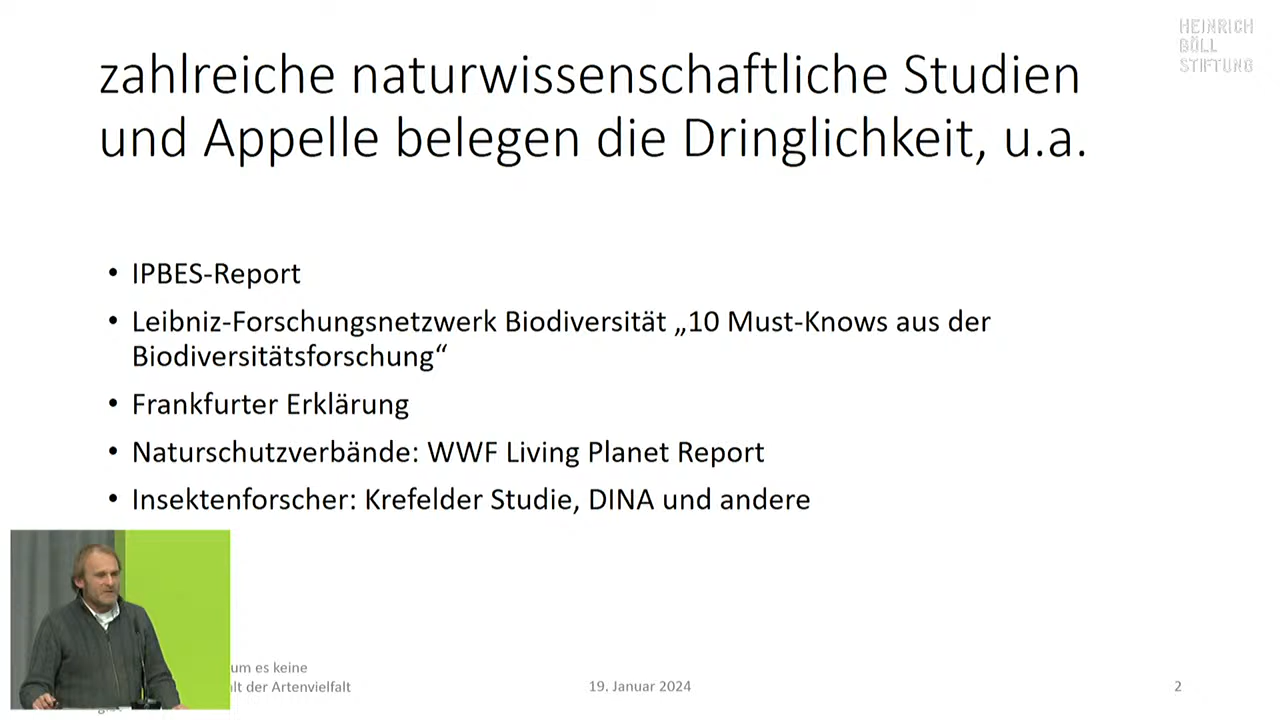 HEINRICH
BÖLL
STIFTUNG
zahlreiche naturwissenschaftliche Studien
und Appelle belegen die Dringlichkeit, u.a.
• IPBES-Report
• Leibniz-Forschungsnetzwerk Biodiversität „10 Must-Knows aus der
Biodiversitätsforschung“
• Frankfurter Erklärung
• Naturschutzverbände: WWF Living Planet Report
• Insektenforscher: Krefelder Studie, DINA und andere
um es keine
der Artenvielfalt
19. Januar 2024
2